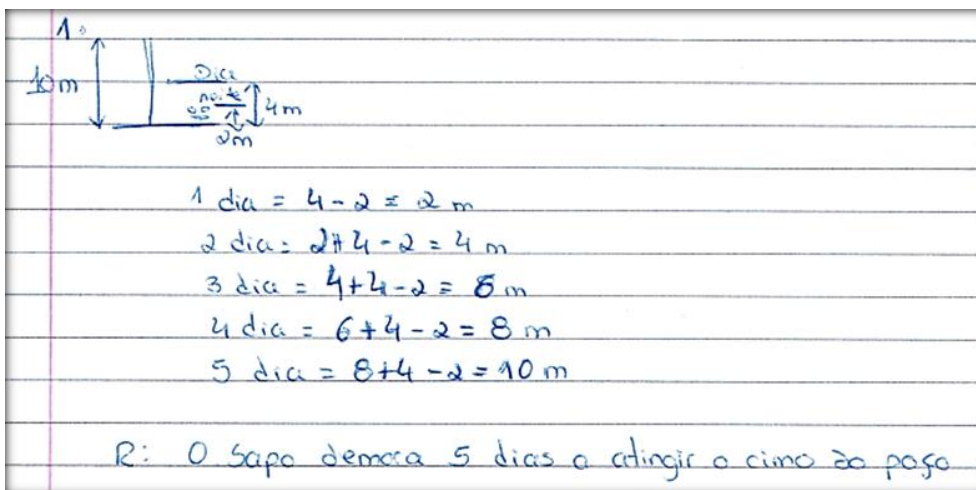 1.
10m
Dia
noite
4m
2m
1 dia = 4 - 2 = 2 m
2 dia = 2+4 - 2 = 4 m
3 dia = 4+4-2 = 6 m
4 dia = 6+4-2 = 8 m
5 dia = 8+4-2 = 10 m
R: O sapo demora 5 dias a atingir o cimo do poço